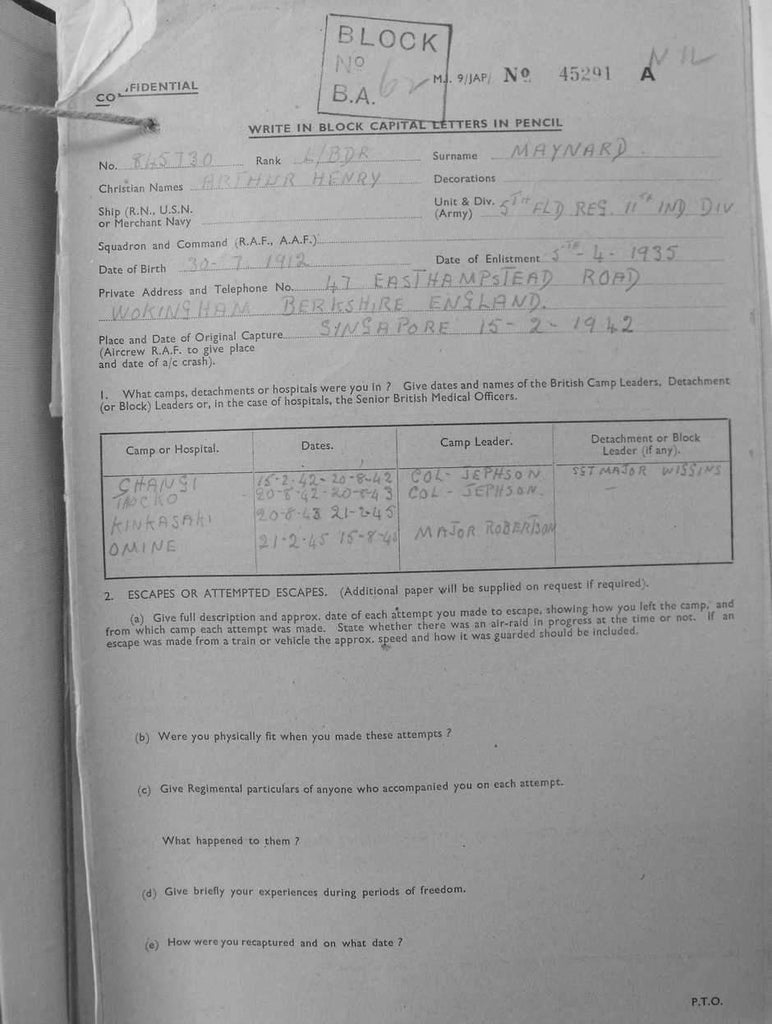 BLOCK
No
B.A.
NIL
M.I. 9/JAP/ No 45291 A
CONFIDENTIAL
WRITE IN BLOCK CAPITAL LETTERS IN PENCIL
No. 845730 Rank L/BDR Surname MAYNARD
Christian Names ARTHUR HENRY Decorations
Ship (R.N., U.S.N. or Merchant Navy
Unit & Div. (Army) 5TH FLD REG. 11TH IND DIV
Squadron and Command (R.A.F., A.A.F.)
Date of Birth 30-7 1912 Date of Enlistment 5TH-4-1935
Private Address and Telephone No. 47 EASTHAMPSTEAD ROAD
WOKINGHAM BERKSHIRE ENGLAND.
Place and Date of Original Capture SINGAPORE 15-2-1942
(Aircrew R.A.F. to give place
and date of a/c crash).
1. What camps, detachments or hospitals were you in ? Give dates and names of the British Camp Leaders, Detachment
(or Block) Leaders or, in the case of hospitals, the Senior British Medical Officers.
Camp or Hospital. Dates. Camp Leader. Detachment or Block Leader (if any).
CHANGI 15-2-42-20-8-42 COL- JEPHSON SGT MAJOR WISSINS
20-8-42-20-8-43 COL - JEPHSON. —
KINKASAKI 20-8-43 21-2-45
OMINE 21-2-45 15-8-45 MAJOR ROBERTSON
2. ESCAPES OR ATTEMPTED ESCAPES. (Additional paper will be supplied on request if required).
(a) Give full description and approx. date of each attempt you made to escape, showing how you left the camp, and
from which camp each attempt was made. State whether there was an air-raid in progress at the time or not. If an
escape was made from a train or vehicle the approx. speed and how it was guarded should be included.
(b) Were you physically fit when you made these attempts ?
(c) Give Regimental particulars of anyone who accompanied you on each attempt.
What happened to them ?
(d) Give briefly your experiences during periods of freedom.
(e) How were you recaptured and on what date ?
P.T.O.